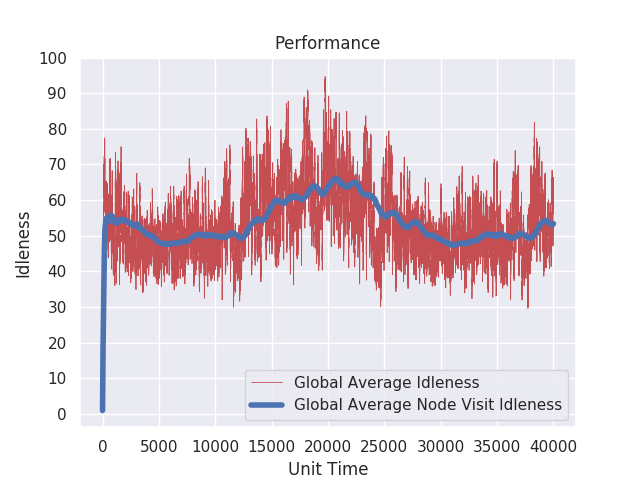 Performance
100
90
80
70
60
50
40
30
20
10
0
Idleness
Global Average Idleness
Global Average Node Visit Idleness
0 5000 10000 15000 20000 25000 30000 35000 40000
Unit Time